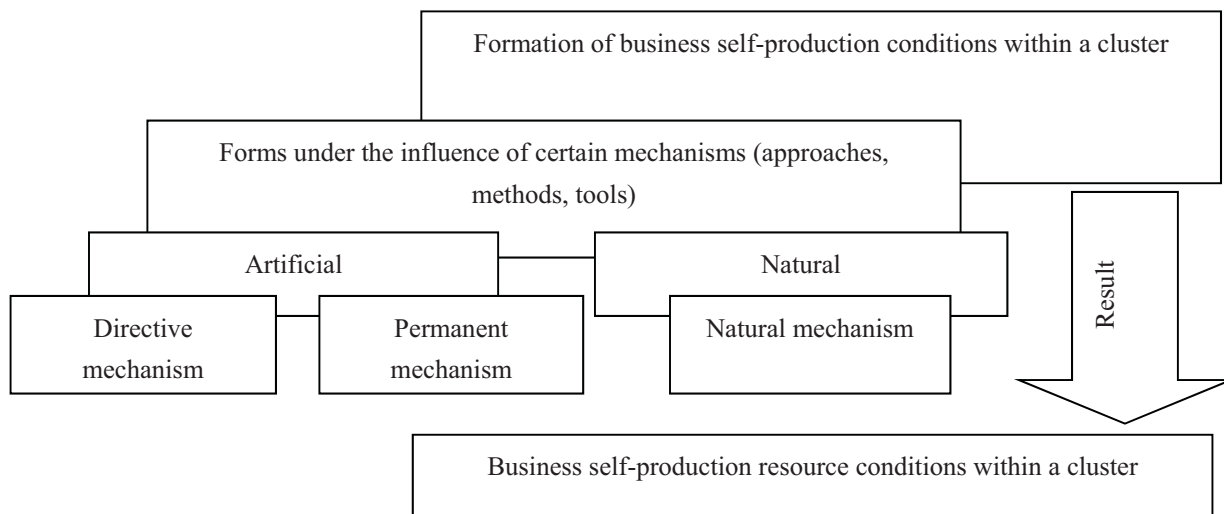 Formation of business self-production conditions within a cluster
Forms under the influence of certain mechanisms (approaches,
methods, tools)
Artificial
Natural
Directive
mechanism
Permanent
mechanism
Natural mechanism
Result
Business self-production resource conditions within a cluster